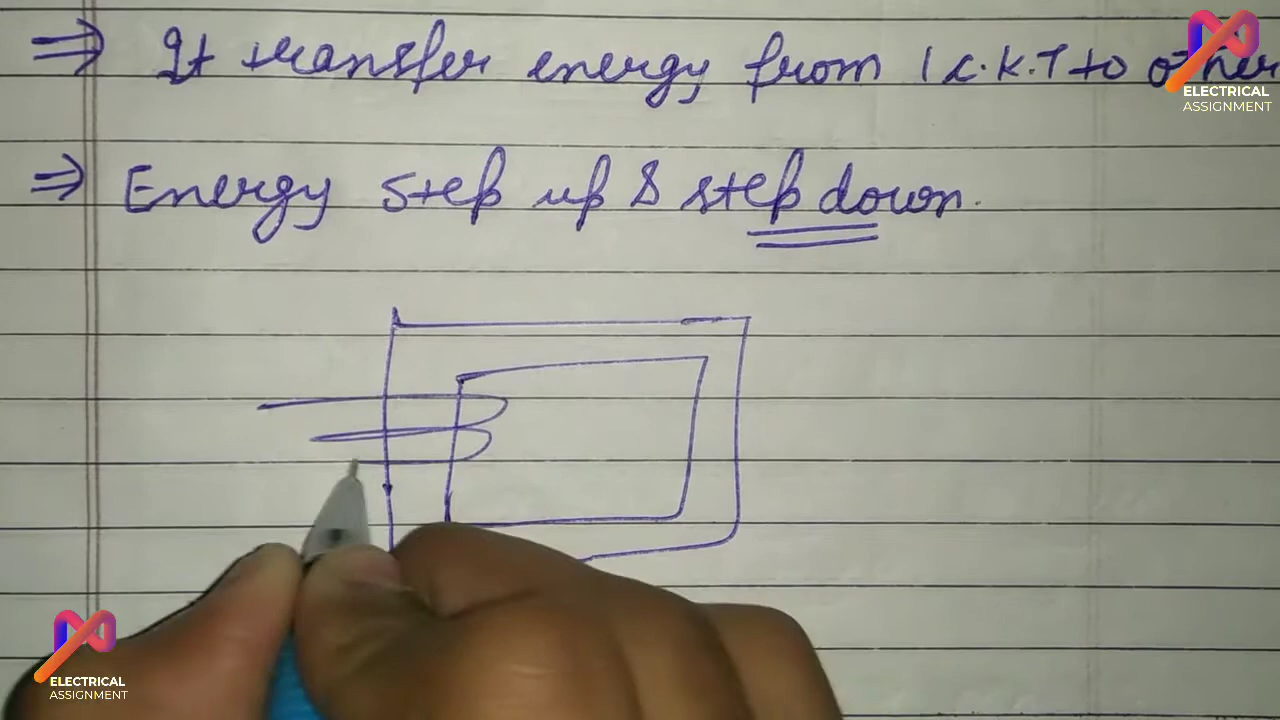 ⇒ It transfer energy from 1 C.K.T to other
ELECTRICAL
ASSIGNMENT
⇒ Energy step up & step down.
ELECTRICAL
ASSIGNMENT